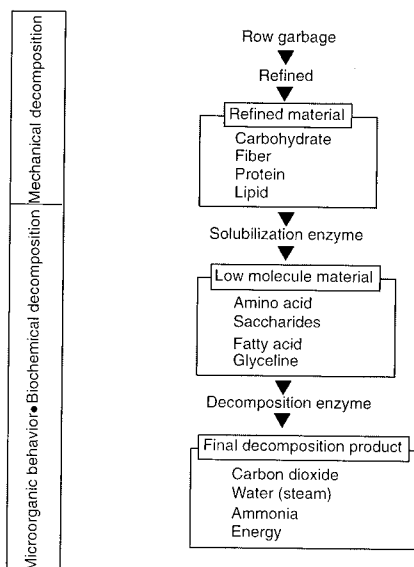 Mechanical decomposition
Microorganic behavior•Biochemical decomposition
Row garbage
Refined
Refined material
Carbohydrate
Fiber
Protein
Lipid
Solubilization enzyme
Low molecule material
Amino acid
Saccharides
Fatty acid
Glyceline
Decomposition enzyme
Final decomposition product
Carbon dioxide
Water (steam)
Ammonia
Energy